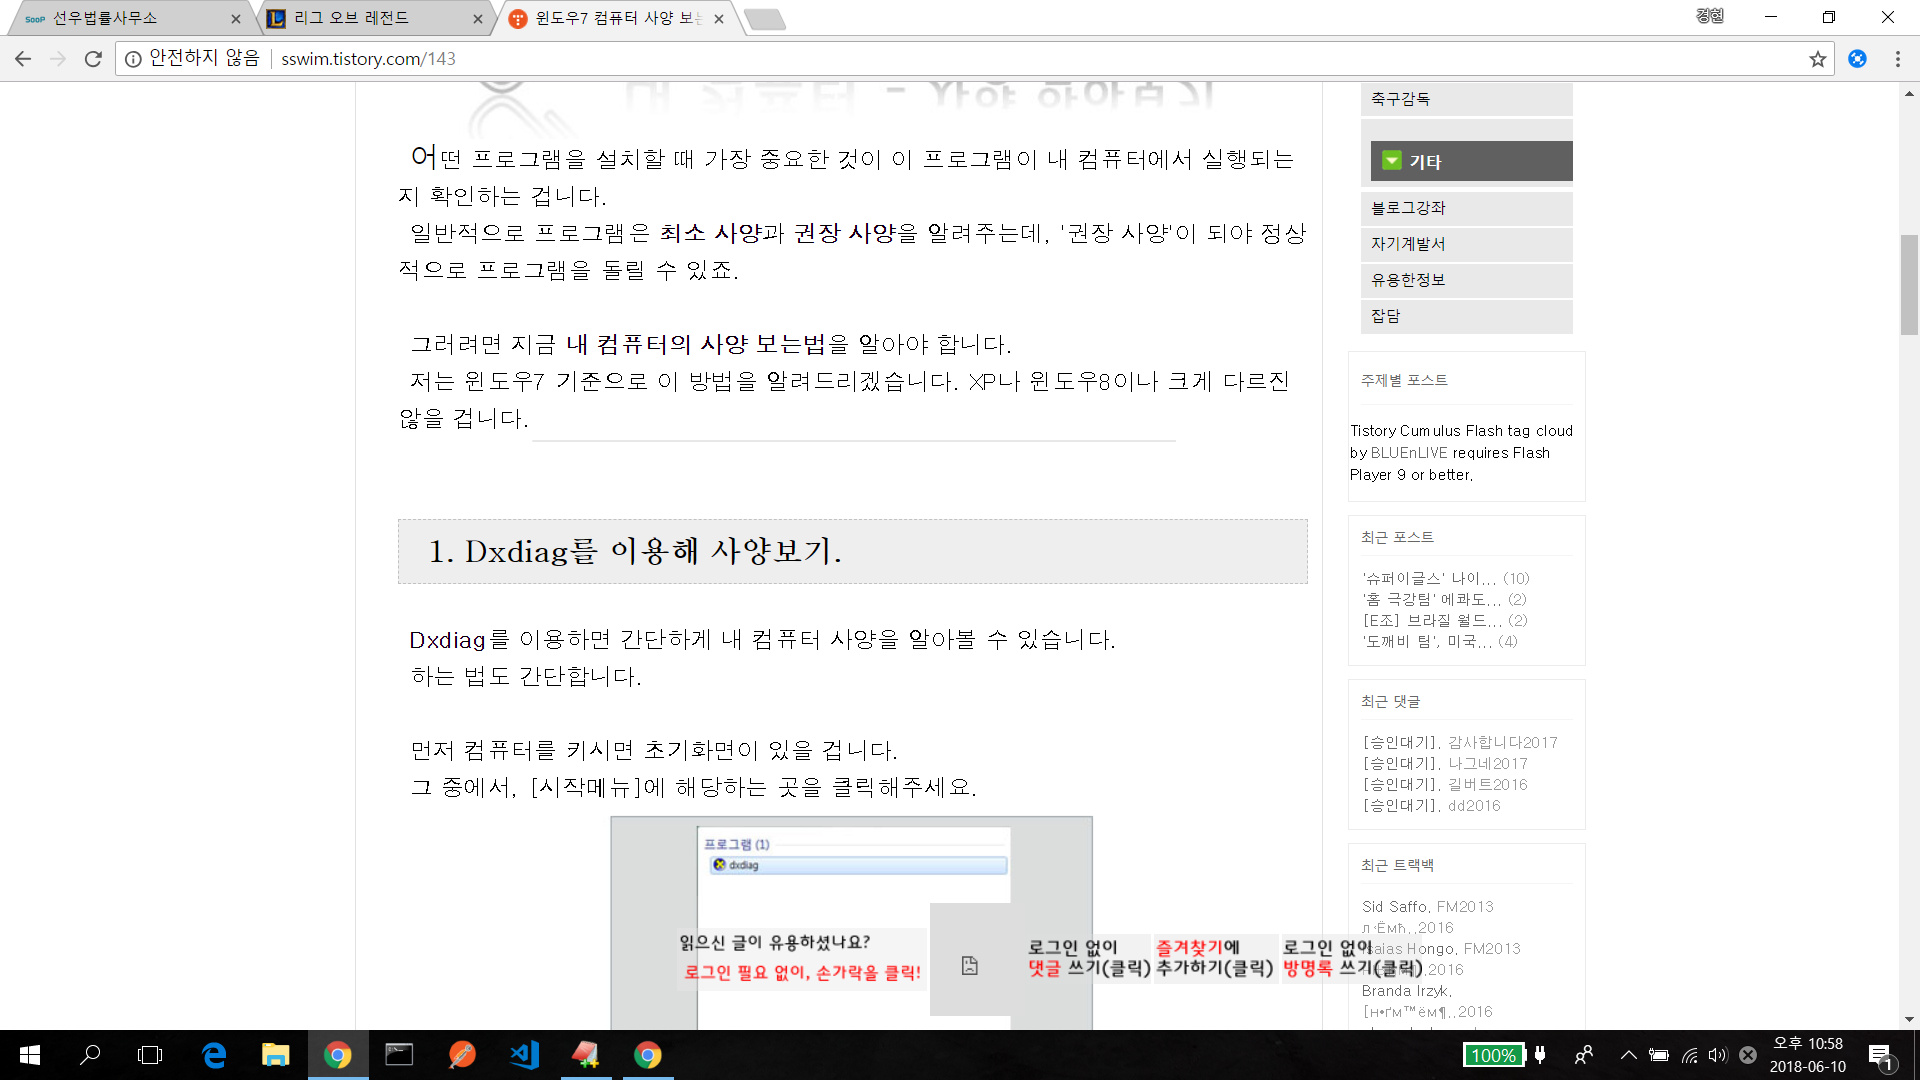 SOOP 선우법률사무소
리그 오브 레전드
윈도우7 컴퓨터 사양 보는
경현
안전하지 않음
sswim.tistory.com/143
내 컴퓨터 - 사양 알아보기
어떤 프로그램을 설치할 때 가장 중요한 것이 이 프로그램이 내 컴퓨터에서 실행되는
지 확인하는 겁니다.
일반적으로 프로그램은 최소 사양과 권장 사양을 알려주는데, '권장 사양'이 되야 정상
적으로 프로그램을 돌릴 수 있죠.
그러려면 지금 내 컴퓨터의 사양 보는법을 알아야 합니다.
저는 윈도우7 기준으로 이 방법을 알려드리겠습니다. XP나 윈도우8이나 크게 다르진
않을 겁니다.
1. Dxdiag를 이용해 사양보기.
Dxdiag를 이용하면 간단하게 내 컴퓨터 사양을 알아볼 수 있습니다.
하는 법도 간단합니다.
먼저 컴퓨터를 키시면 초기화면이 있을 겁니다.
그 중에서, [시작메뉴]에 해당하는 곳을 클릭해주세요.
프로그램 (1)
dxdiag
읽으신 글이 유용하셨나요?
로그인 필요 없이, 손가락을 클릭!
로그인 없이
댓글 쓰기(클릭)
즐겨찾기에
추가하기(클릭)
로그인 없이
방명록 쓰기(클릭)
축구감독
기타
블로그강좌
자기계발서
유용한정보
잡담
주제별 포스트
Tistory Cumulus Flash tag cloud
by BLUEnLIVE requires Flash
Player 9 or better.
최근 포스트
'슈퍼이글스' 나이... (10)
'홈 극강팀' 에콰도... (2)
[E조] 브라질 월드... (2)
'도깨비 팀', 미국... (4)
최근 댓글
[승인대기]. 감사합니다2017
[승인대기]. 나그네2017
[승인대기]. 길버트2016
[승인대기]. dd2016
최근 트랙백
Sid Saffo. FM2013
2016
Isaias Hongo. FM2013
2016
Branda Irzyk.
2016
100%
오후 10:58
2018-06-10
1